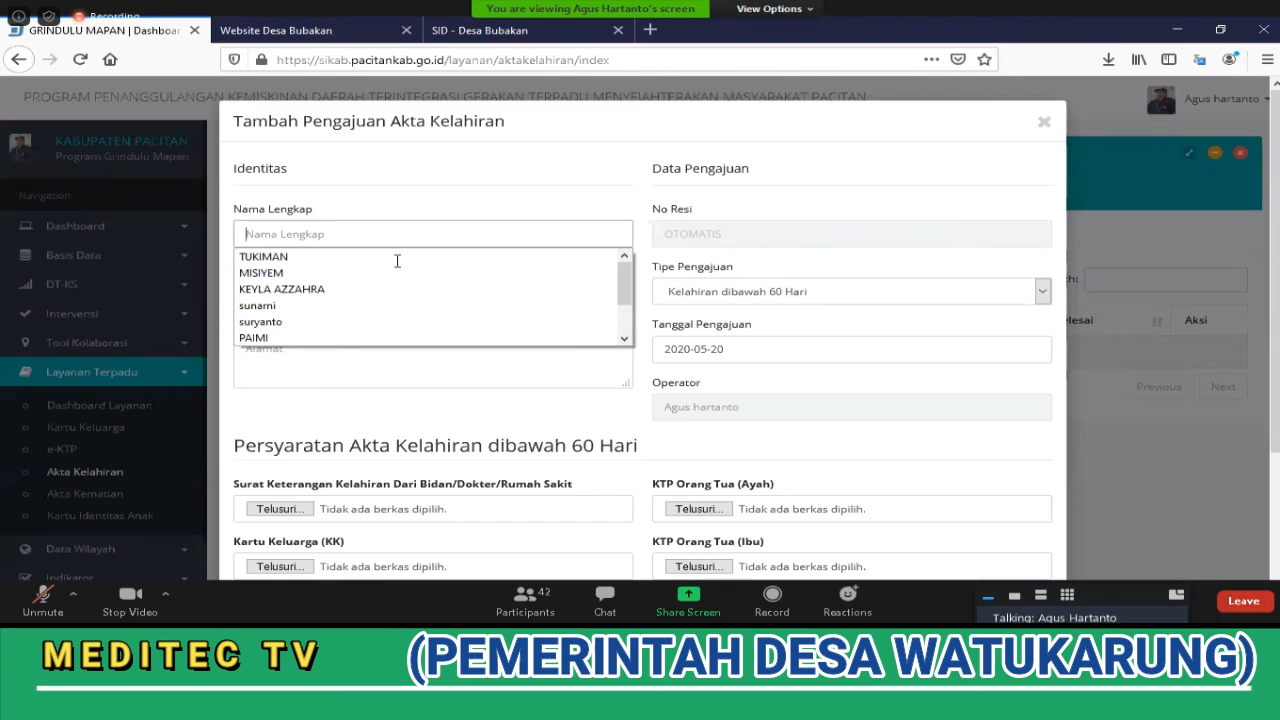 Recording
You are viewing Agus Hartanto's screen
View Options
GRINDULU MAPAN | Dashboar
Website Desa Bubakan
SID - Desa Bubakan
https://sikab.pacitankab.go.id/layanan/aktakelahiran/index
PROGRAM PENANGGULANGAN KEMISKINAN DAERAH TERINTEGRASI GERAKAN TERPADU MENYEJAHTERAKAN MASYARAKAT PACITAN
Agus hartanto
KABUPATEN PACITAN
Program Grindulu Mapan
Navigation
Dashboard
Basis Data
DT-KS
Intervensi
Tool Kolaborasi
Layanan Terpadu
Dashboard Layanan
Kartu Keluarga
e-KTP
Akta Kelahiran
Akta Kematian
Kartu Identitas Anak
Data Wilayah
Indikator
Tambah Pengajuan Akta Kelahiran
Identitas
Nama Lengkap
Nama Lengkap
TUKIMAN
MISIYEM
KEYLA AZZAHRA
sunarni
suryanto
PAIMI
Alamat
Data Pengajuan
No Resi
OTOMATIS
Tipe Pengajuan
Kelahiran dibawah 60 Hari
Tanggal Pengajuan
2020-05-20
Operator
Agus hartanto
elesai
Aksi
Previous
Next
Persyaratan Akta Kelahiran dibawah 60 Hari
Surat Keterangan Kelahiran Dari Bidan/Dokter/Rumah Sakit
Telusuri... Tidak ada berkas dipilih.
KTP Orang Tua (Ayah)
Telusuri... Tidak ada berkas dipilih.
Kartu Keluarga (KK)
Telusuri... Tidak ada berkas dipilih.
KTP Orang Tua (Ibu)
Telusuri... Tidak ada berkas dipilih.
Unmute
Stop Video
Participants
42
Chat
Share Screen
Record
Reactions
Leave
Talking: Agus Hartanto
MEDITEC TV
(PEMERINTAH DESA WATUKARUNG)